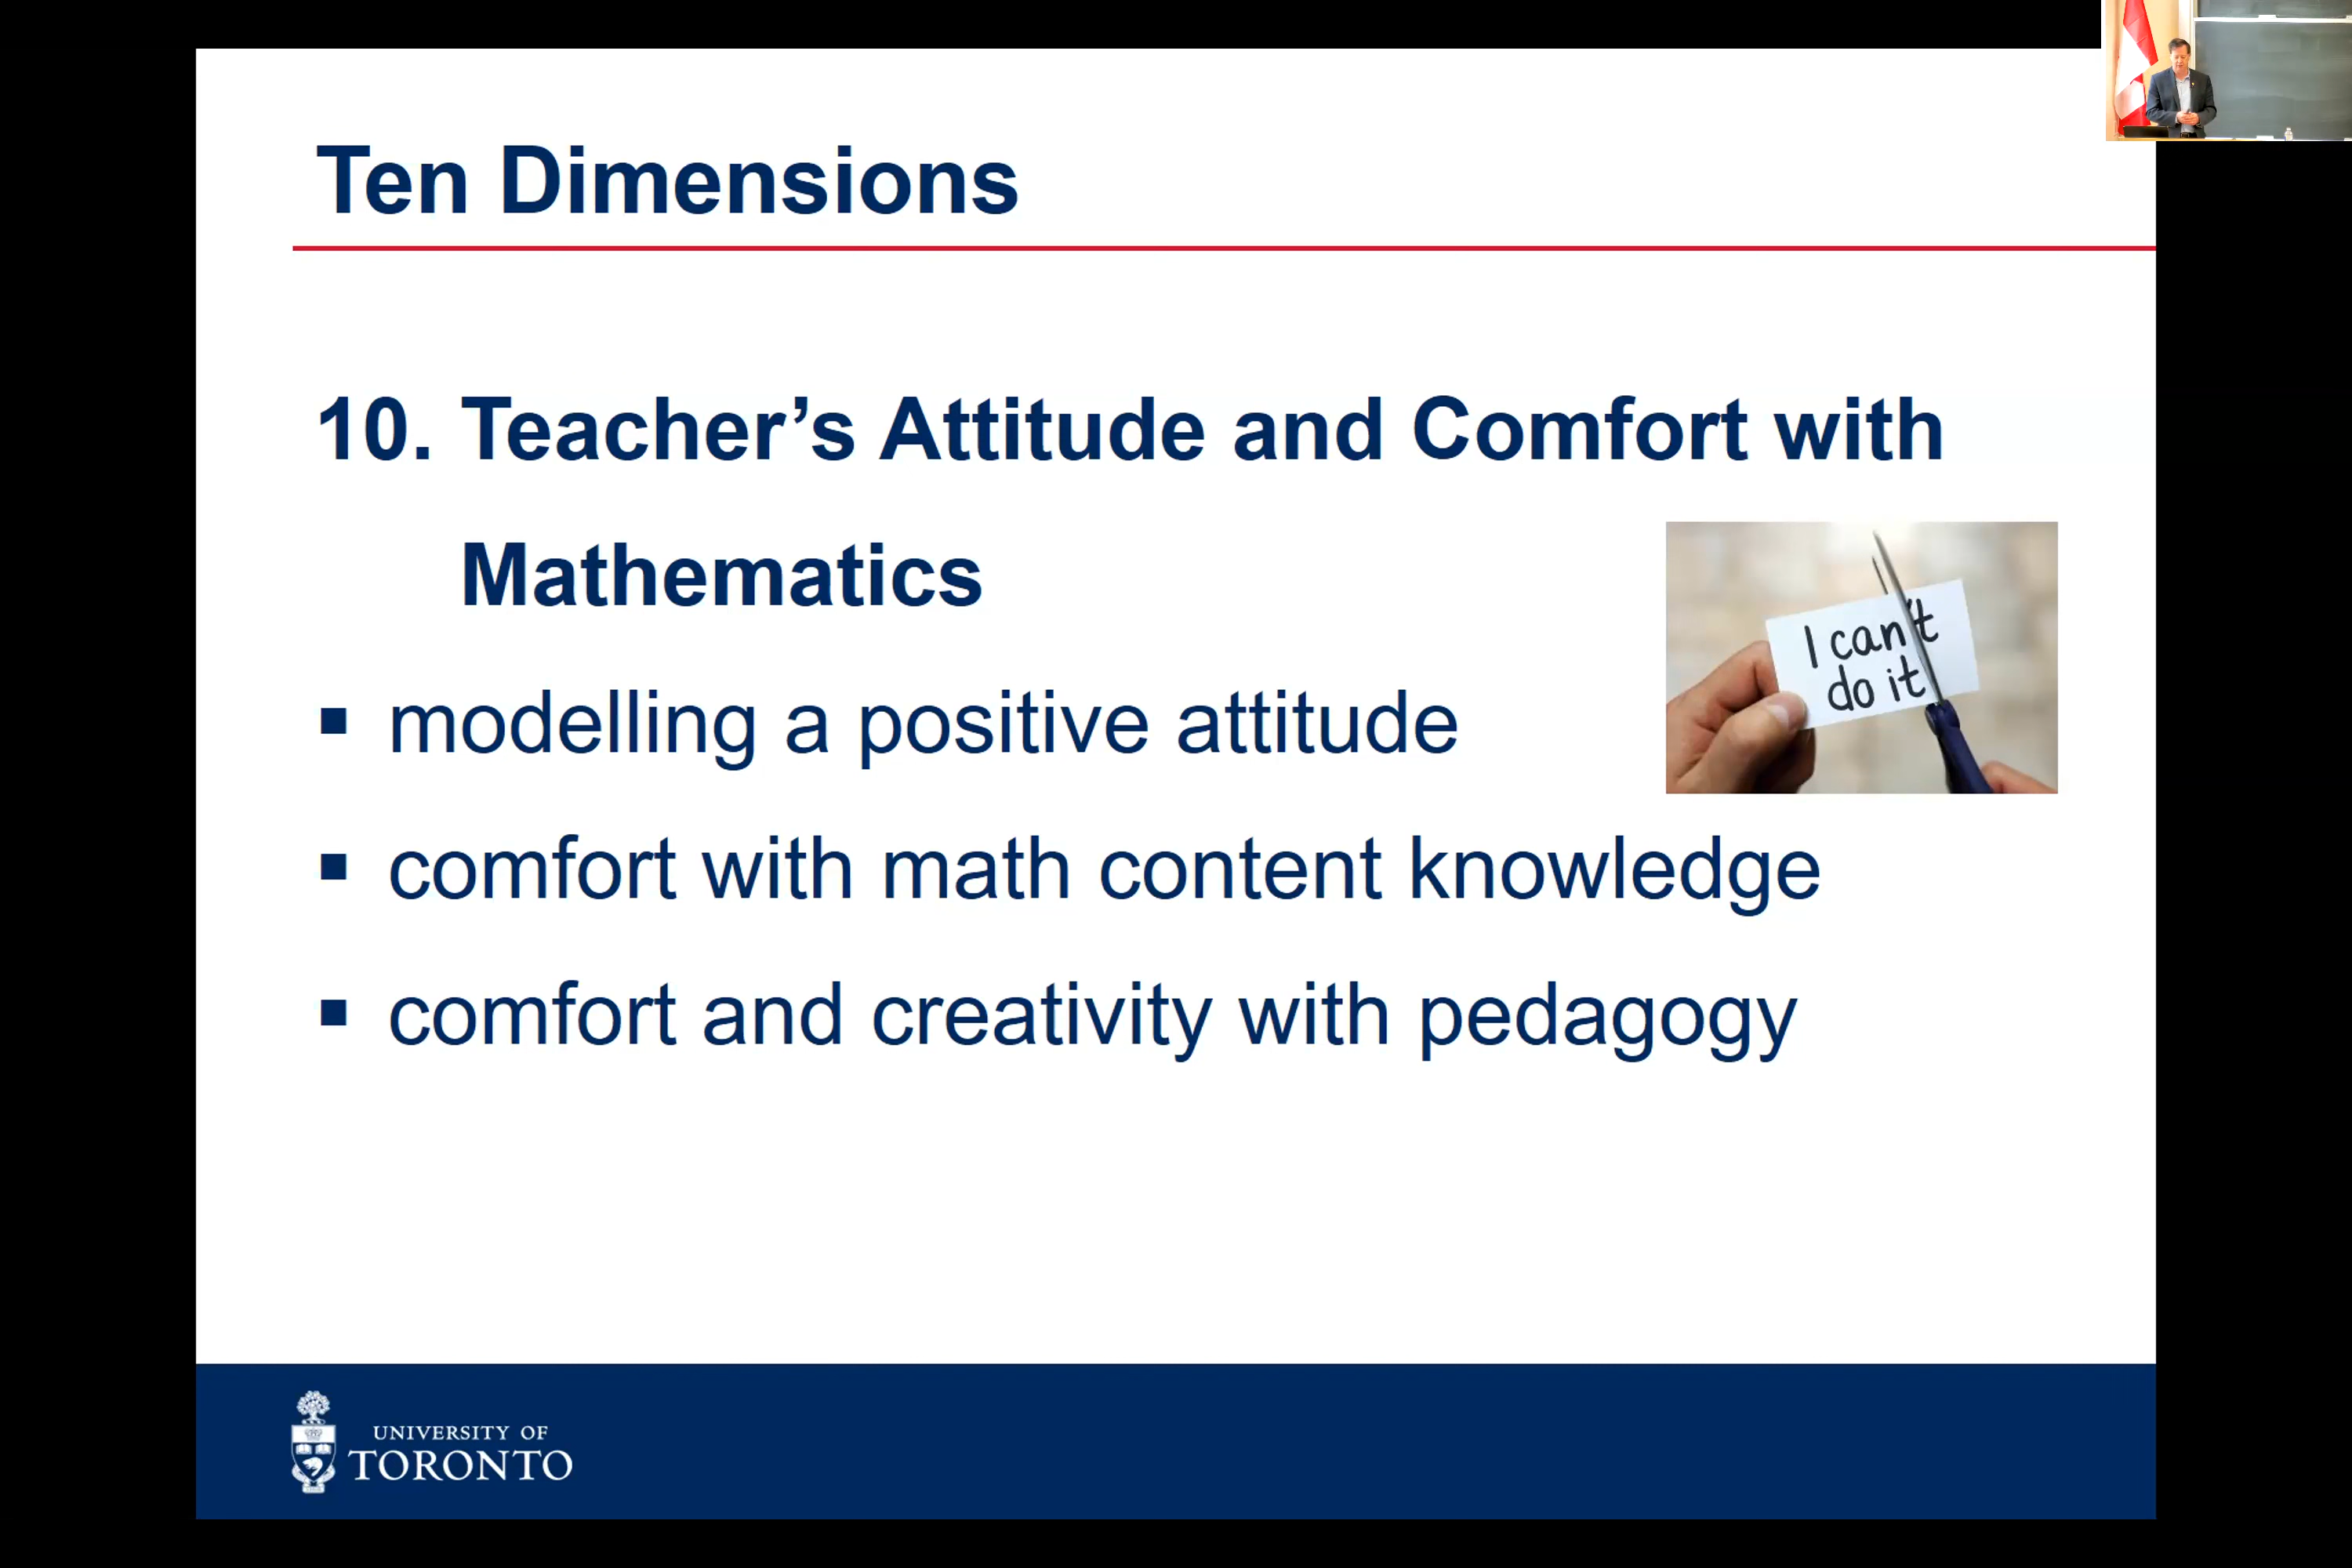 Ten Dimensions
10. Teacher’s Attitude and Comfort with
Mathematics
I can't
do it
▪ modelling a positive attitude
▪ comfort with math content knowledge
▪ comfort and creativity with pedagogy
UNIVERSITY OF
TORONTO